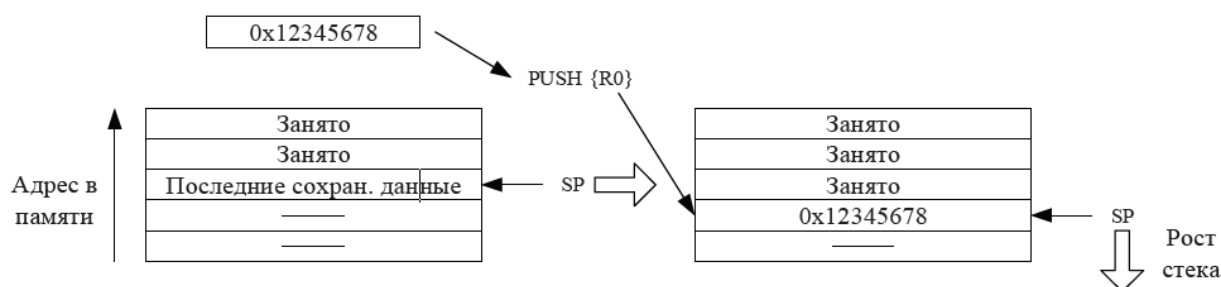 0x12345678
PUSH {R0}
Адрес в
памяти
Занято
Занято
Последние сохран. данные
SP
Занято
Занято
Занято
0x12345678
SP
Рост
стека